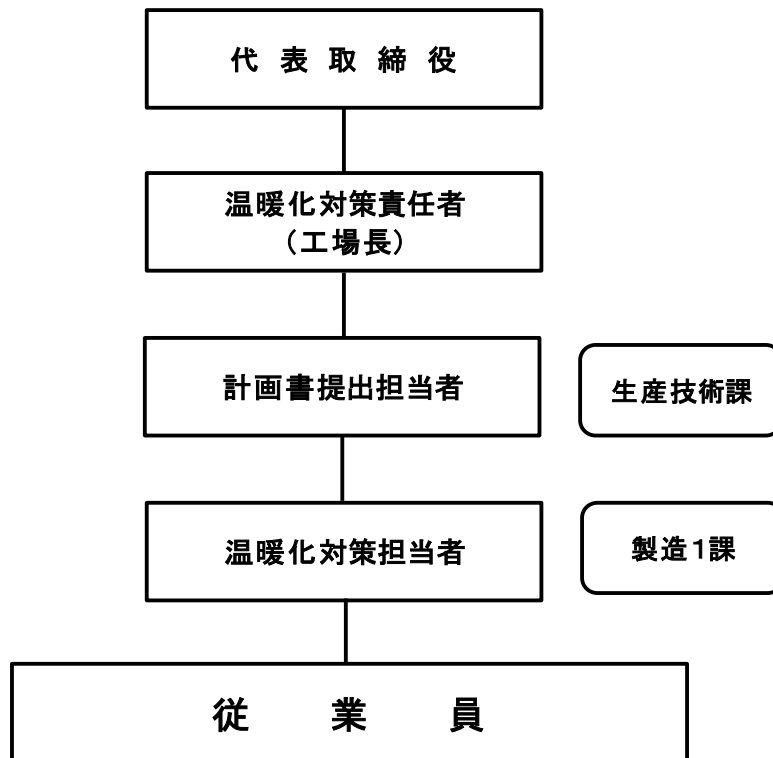 代表取締役
温暖化対策責任者
（工場長）
計画書提出担当者
生産技術課
温暖化対策担当者
製造1課
従業員